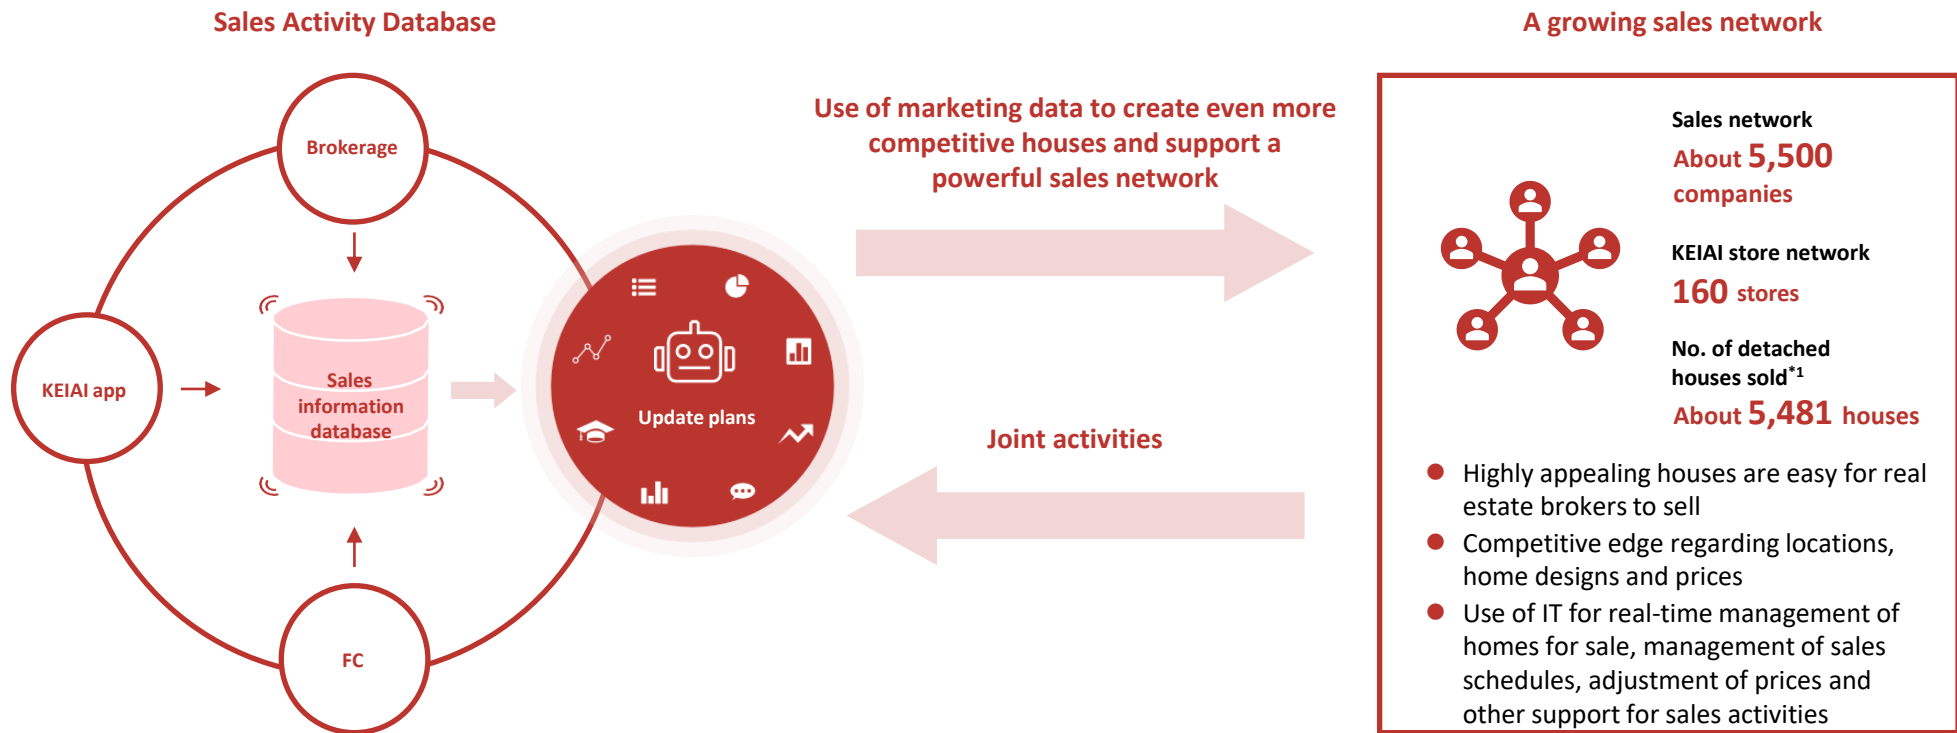 Sales Activity Database
Brokerage
KEIAI app
Sales
information
database
FC
Update plans
Use of marketing data to create even more
competitive houses and support a
powerful sales network
Joint activities
A growing sales network
Sales network
About 5,500
companies
KEIAI store network
160 stores
No. of detached
houses sold*1
About 5,481 houses
● Highly appealing houses are easy for real
estate brokers to sell
● Competitive edge regarding locations,
home designs and prices
● Use of IT for real-time management of
homes for sale, management of sales
schedules, adjustment of prices and
other support for sales activities